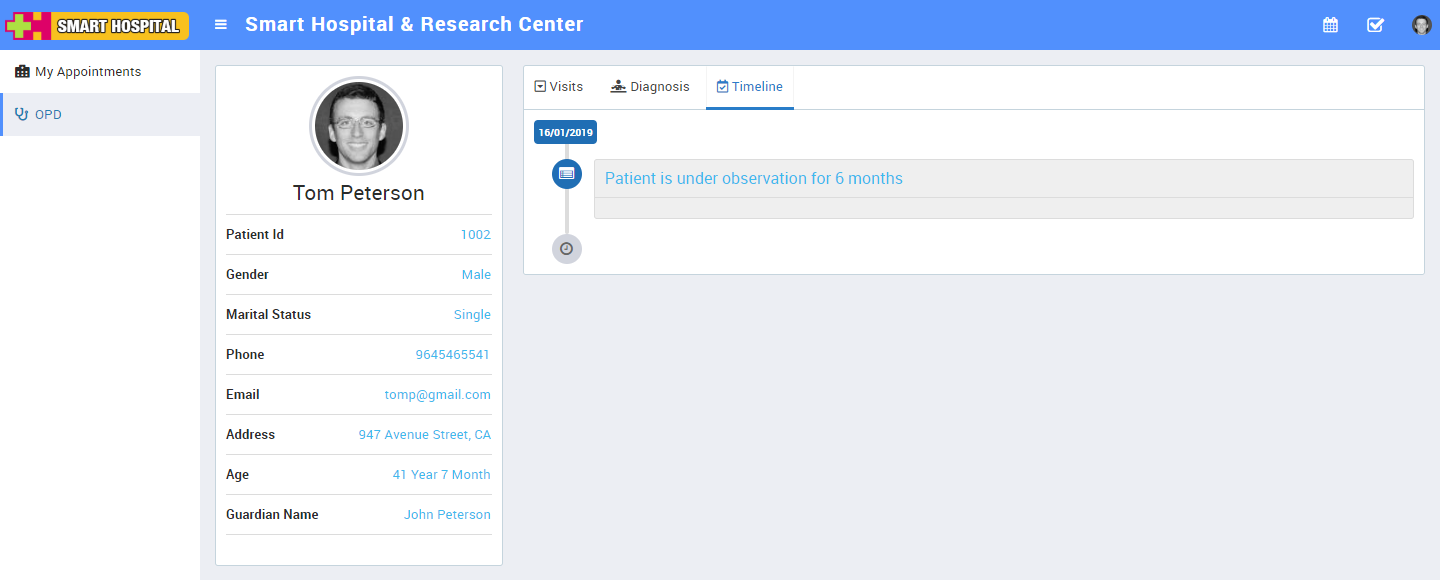 SMART HOSPITAL
Smart Hospital & Research Center
My Appointments
OPD
Tom Peterson
Patient Id 1002
Gender Male
Marital Status Single
Phone 9645465541
Email tomp@gmail.com
Address 947 Avenue Street, CA
Age 41 Year 7 Month
Guardian Name John Peterson
Visits Diagnosis Timeline
16/01/2019
Patient is under observation for 6 months